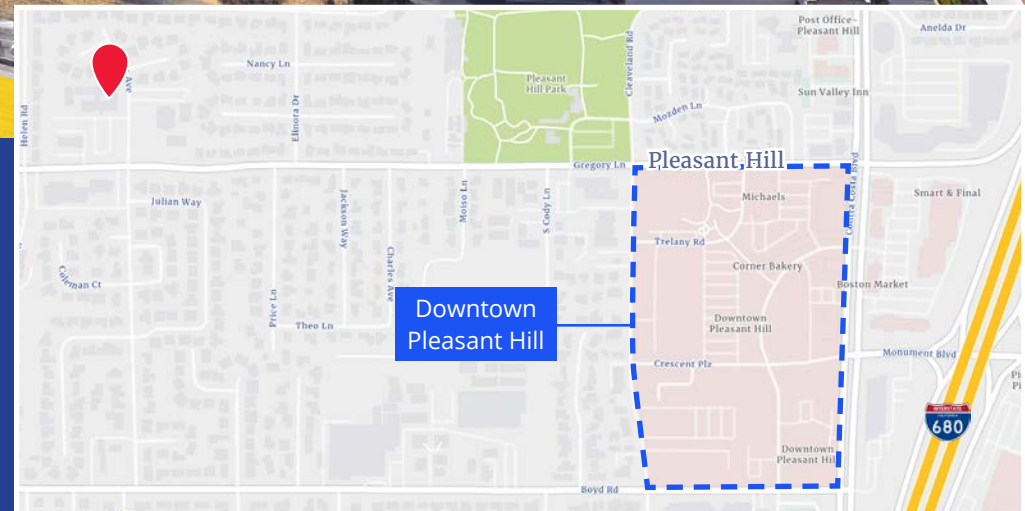 Post Office-
Pleasant Hill
Anelda Dr
Nancy Ln
Ave
Helen Rd
Elinora Dr
Pleasant
Hill Park
Cleaveland Rd
Sun Valley Inn
Mozden Ln
Gregory Ln
Pleasant Hill
Contra Costa Blvd
Julian Way
Jackson Way
Moiso Ln
S Cody Ln
Michaels
Smart & Final
Trelany Rd
Charles Ave
Coleman Ct
Corner Bakery
Boston Market
Price Ln
Theo Ln
Downtown
Pleasant Hill
Downtown
Pleasant Hill
Crescent Plz
Monument Blvd
Pi
Pi
INTERSTATE
CALIFORNIA
680
Downtown
Pleasant Hill
Boyd Rd